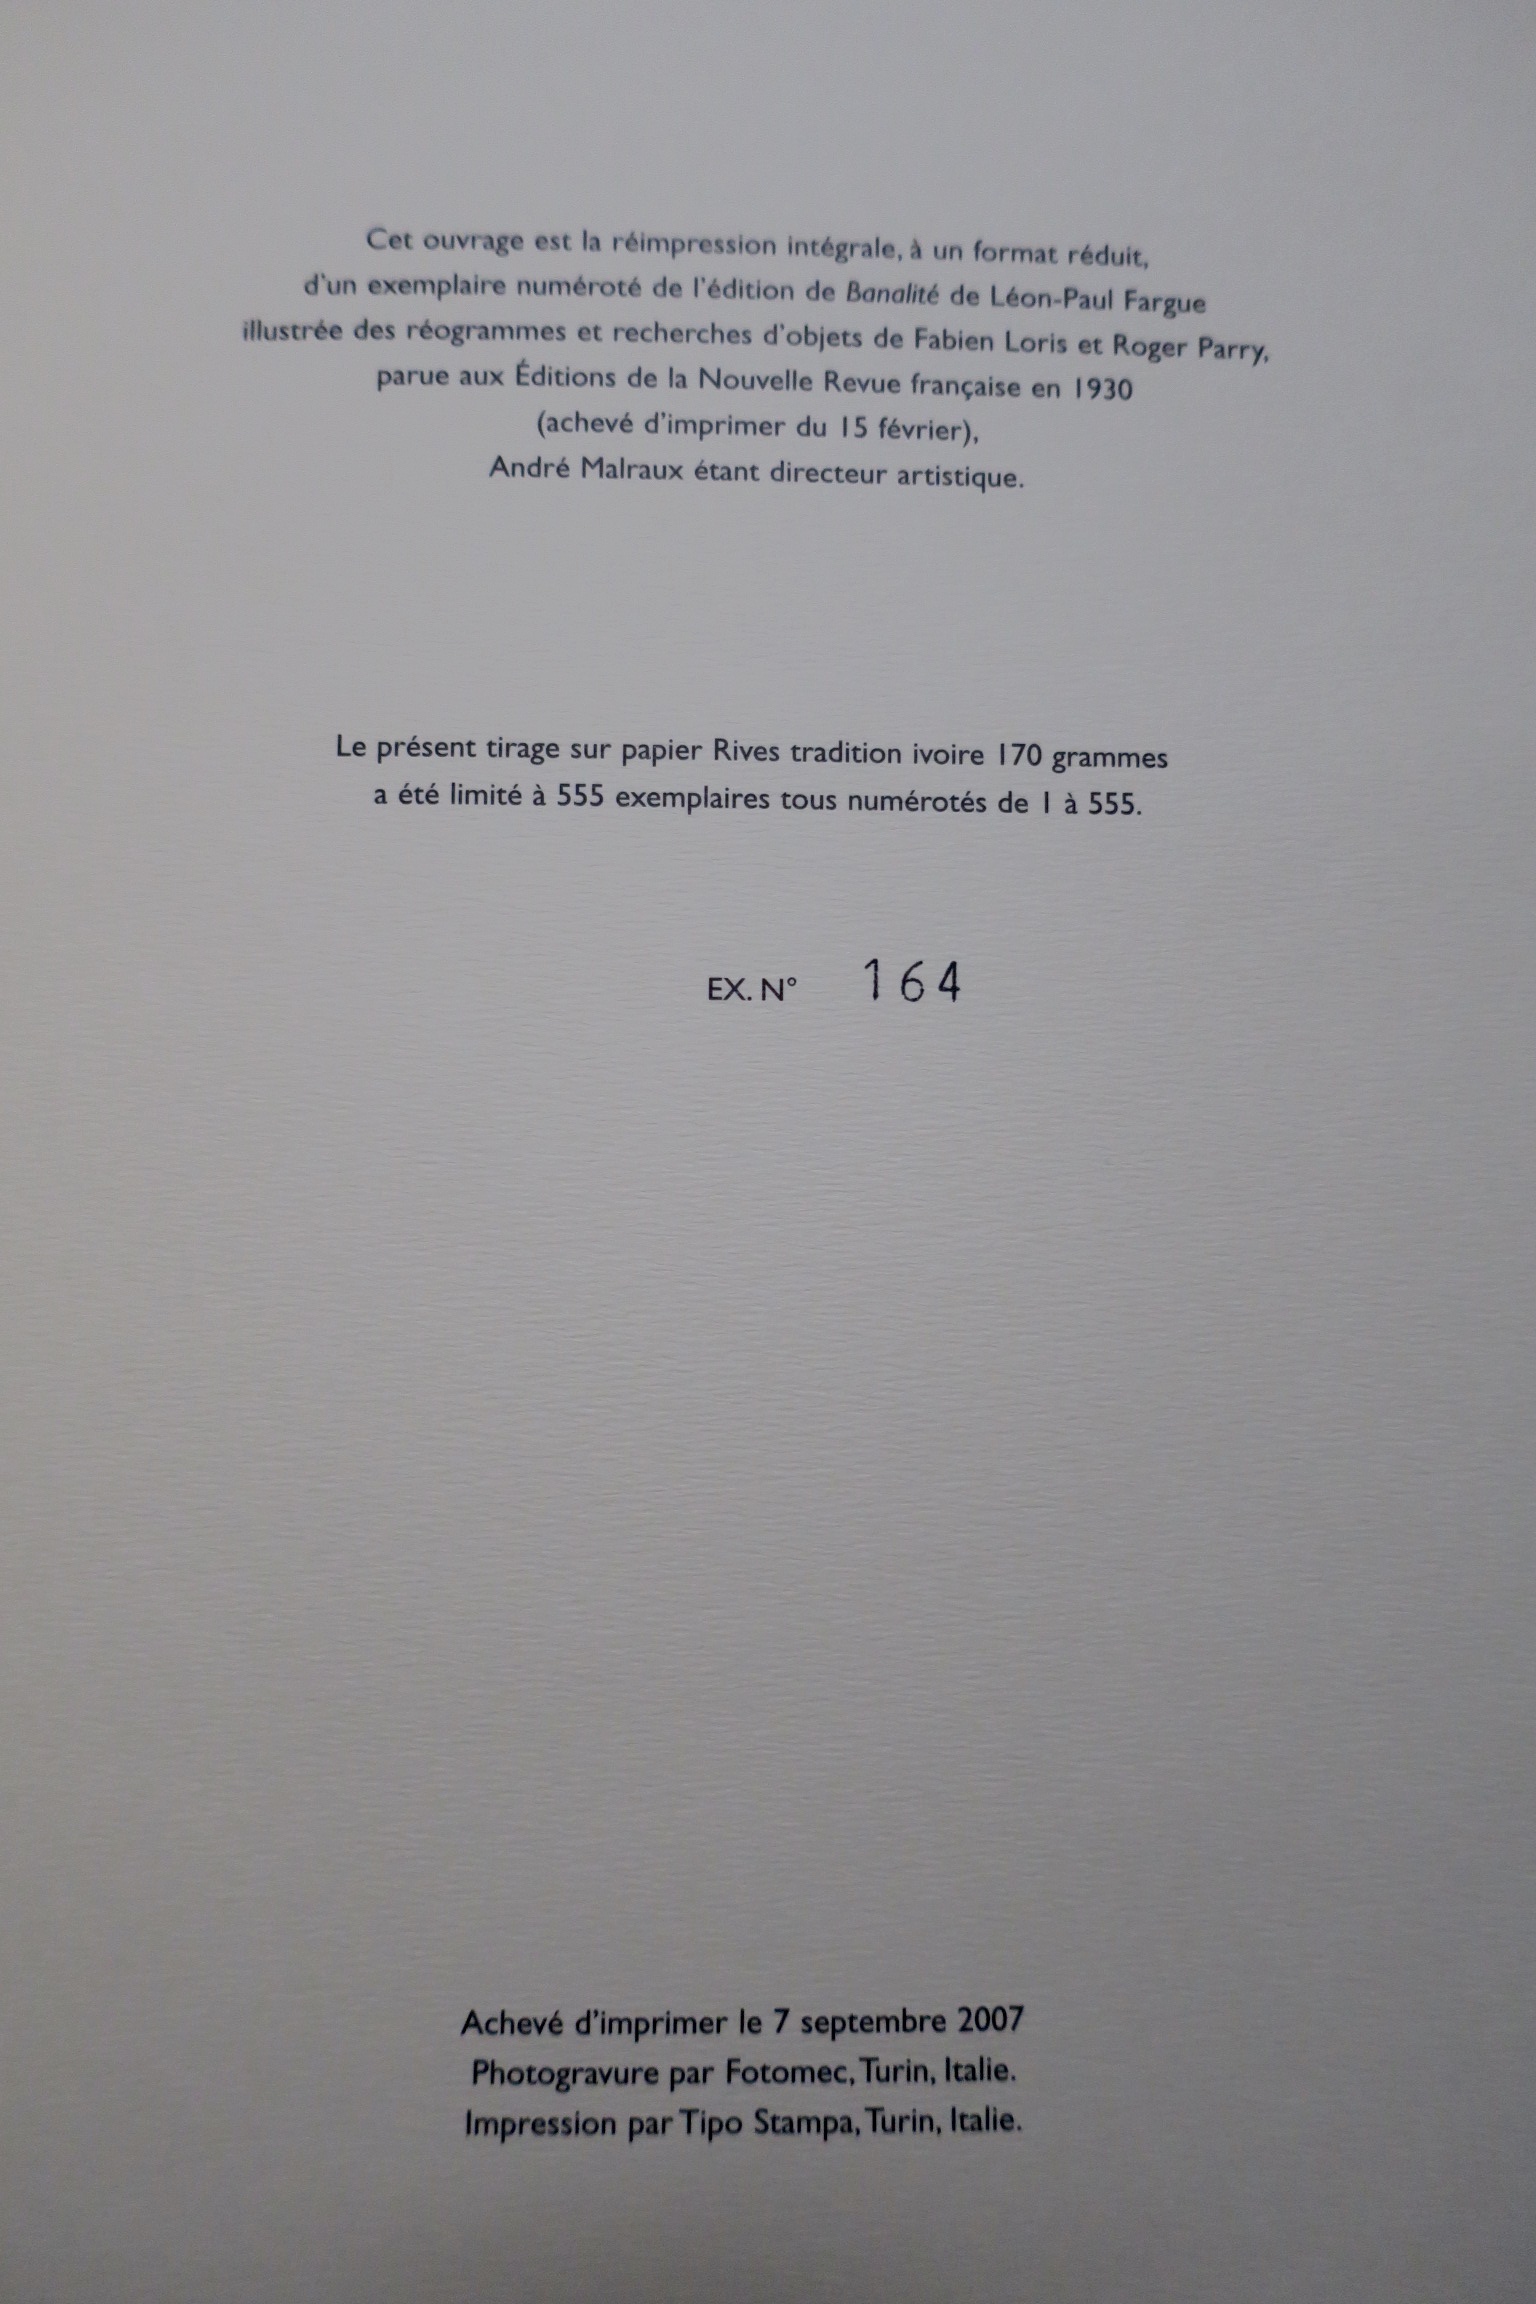 Cet ouvrage est la réimpression intégrale, à un format réduit,
d'un exemplaire numéroté de l'édition de Banalité de Léon-Paul Fargue
illustrée des réogrammes et recherches d'objets de Fabien Loris et Roger Parry,
parue aux Éditions de la Nouvelle Revue française en 1930
(achevé d'imprimer du 15 février),
André Malraux étant directeur artistique.
Le présent tirage sur papier Rives tradition ivoire 170 grammes
a été limité à 555 exemplaires tous numérotés de 1 à 555.
EX. N° 164
Achevé d'imprimer le 7 septembre 2007
Photogravure par Fotomec, Turin, Italie.
Impression par Tipo Stampa, Turin, Italie.